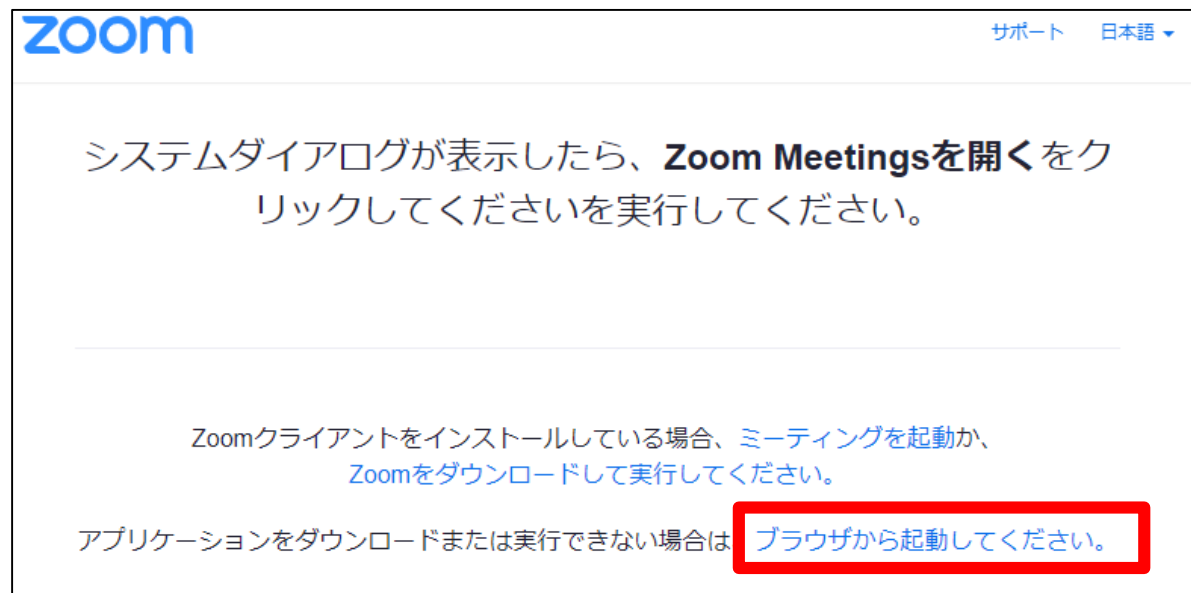 zoom
サポート 日本語
システムダイアログが表示したら、Zoom Meetingsを開くをク
リックしてくださいを実行してください。
Zoomクライアントをインストールしている場合、ミーティングを起動か、
Zoomをダウンロードして実行してください。
アプリケーションをダウンロードまたは実行できない場合は ブラウザから起動してください。